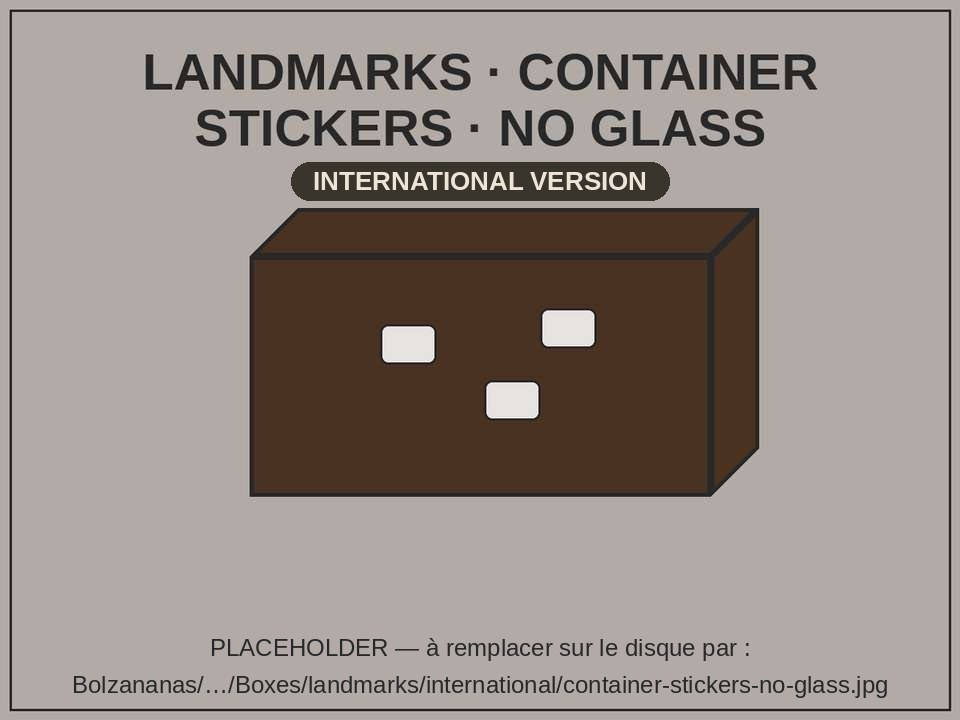 LANDMARKS · CONTAINER
STICKERS · NO GLASS
INTERNATIONAL VERSION
PLACEHOLDER — à remplacer sur le disque par :
Bolzananas/…/Boxes/landmarks/international/container-stickers-no-glass.jpg